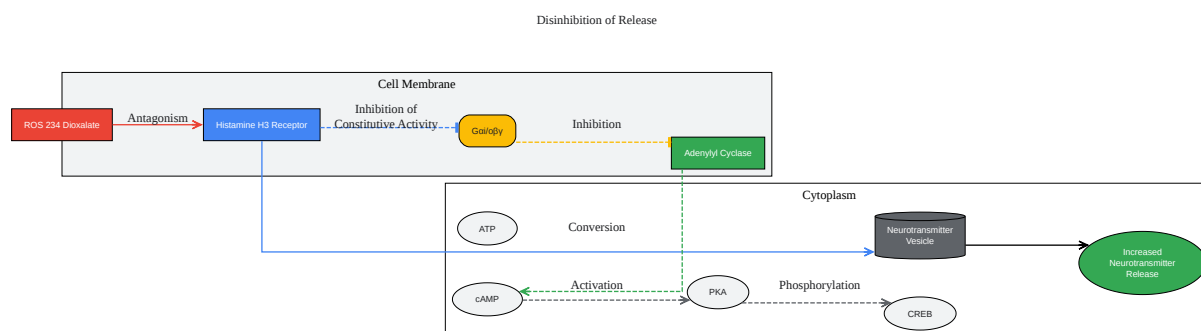 Disinhibition of Release
Cell Membrane
ROS 234 Dioxalate
Antagonism
Histamine H3 Receptor
Inhibition of
Constitutive Activity
Gαi/oβγ
Inhibition
Adenylyl Cyclase
Cytoplasm
ATP
Conversion
Neurotransmitter
Vesicle
Increased
Neurotransmitter
Release
cAMP
Activation
PKA
Phosphorylation
CREB